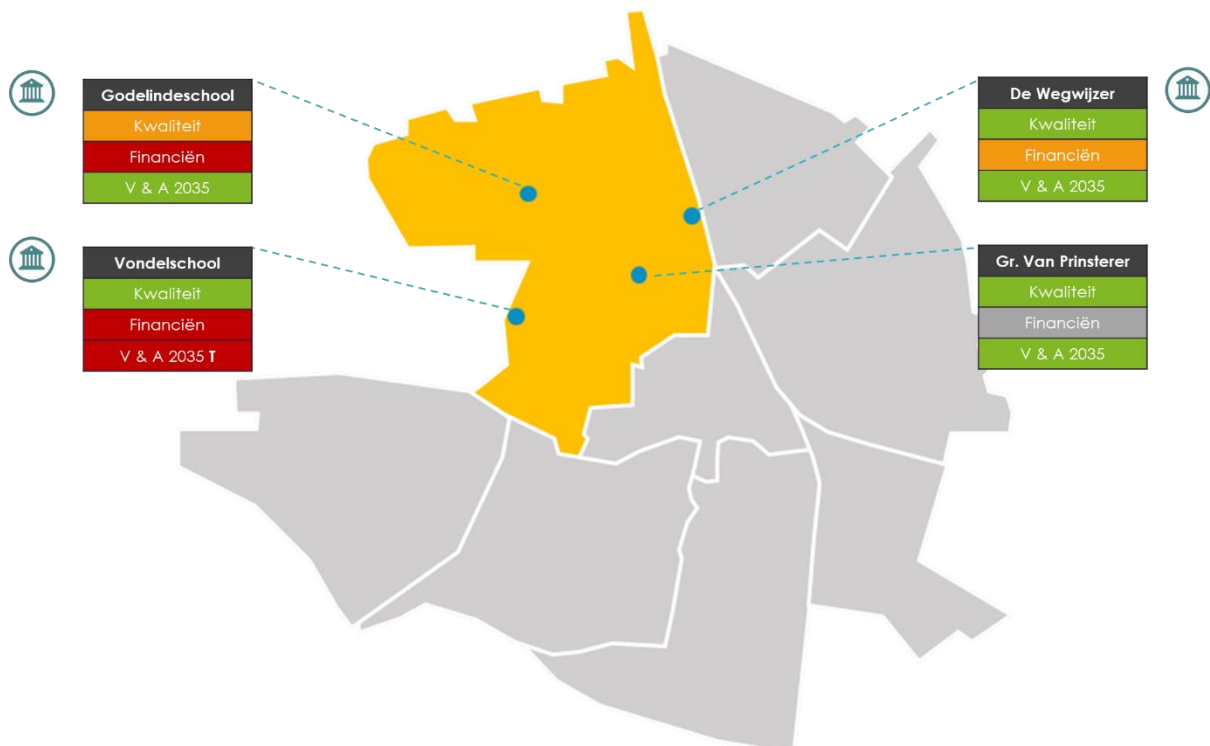 Godelindeschool
Kwaliteit
Financiën
V & A 2035
Vondelschool
Kwaliteit
Financiën
V & A 2035 T
De Wegwijzer
Kwaliteit
Financiën
V & A 2035
Gr. Van Prinsterer
Kwaliteit
Financiën
V & A 2035